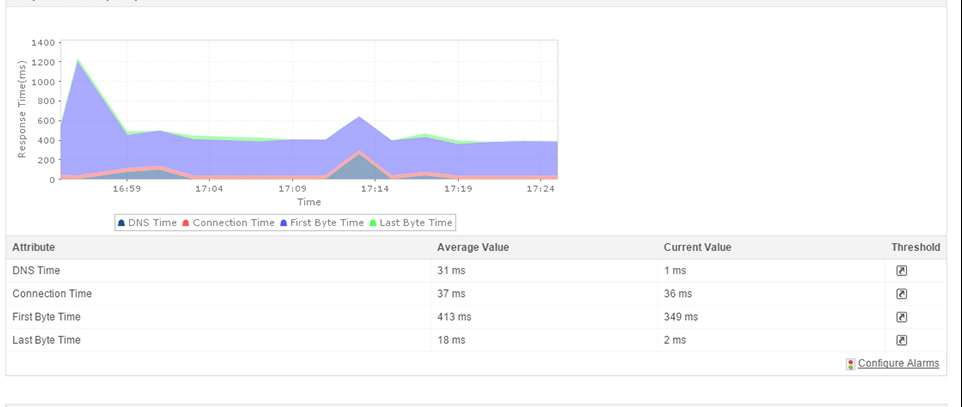 1400
1200
1000
800
600
400
200
0
Response Time(ms)
16:59 17:04 17:09 17:14 17:19 17:24
Time
DNS Time Connection Time First Byte Time Last Byte Time
Attribute Average Value Current Value Threshold
DNS Time 31 ms 1 ms
Connection Time 37 ms 36 ms
First Byte Time 413 ms 349 ms
Last Byte Time 18 ms 2 ms
Configure Alarms